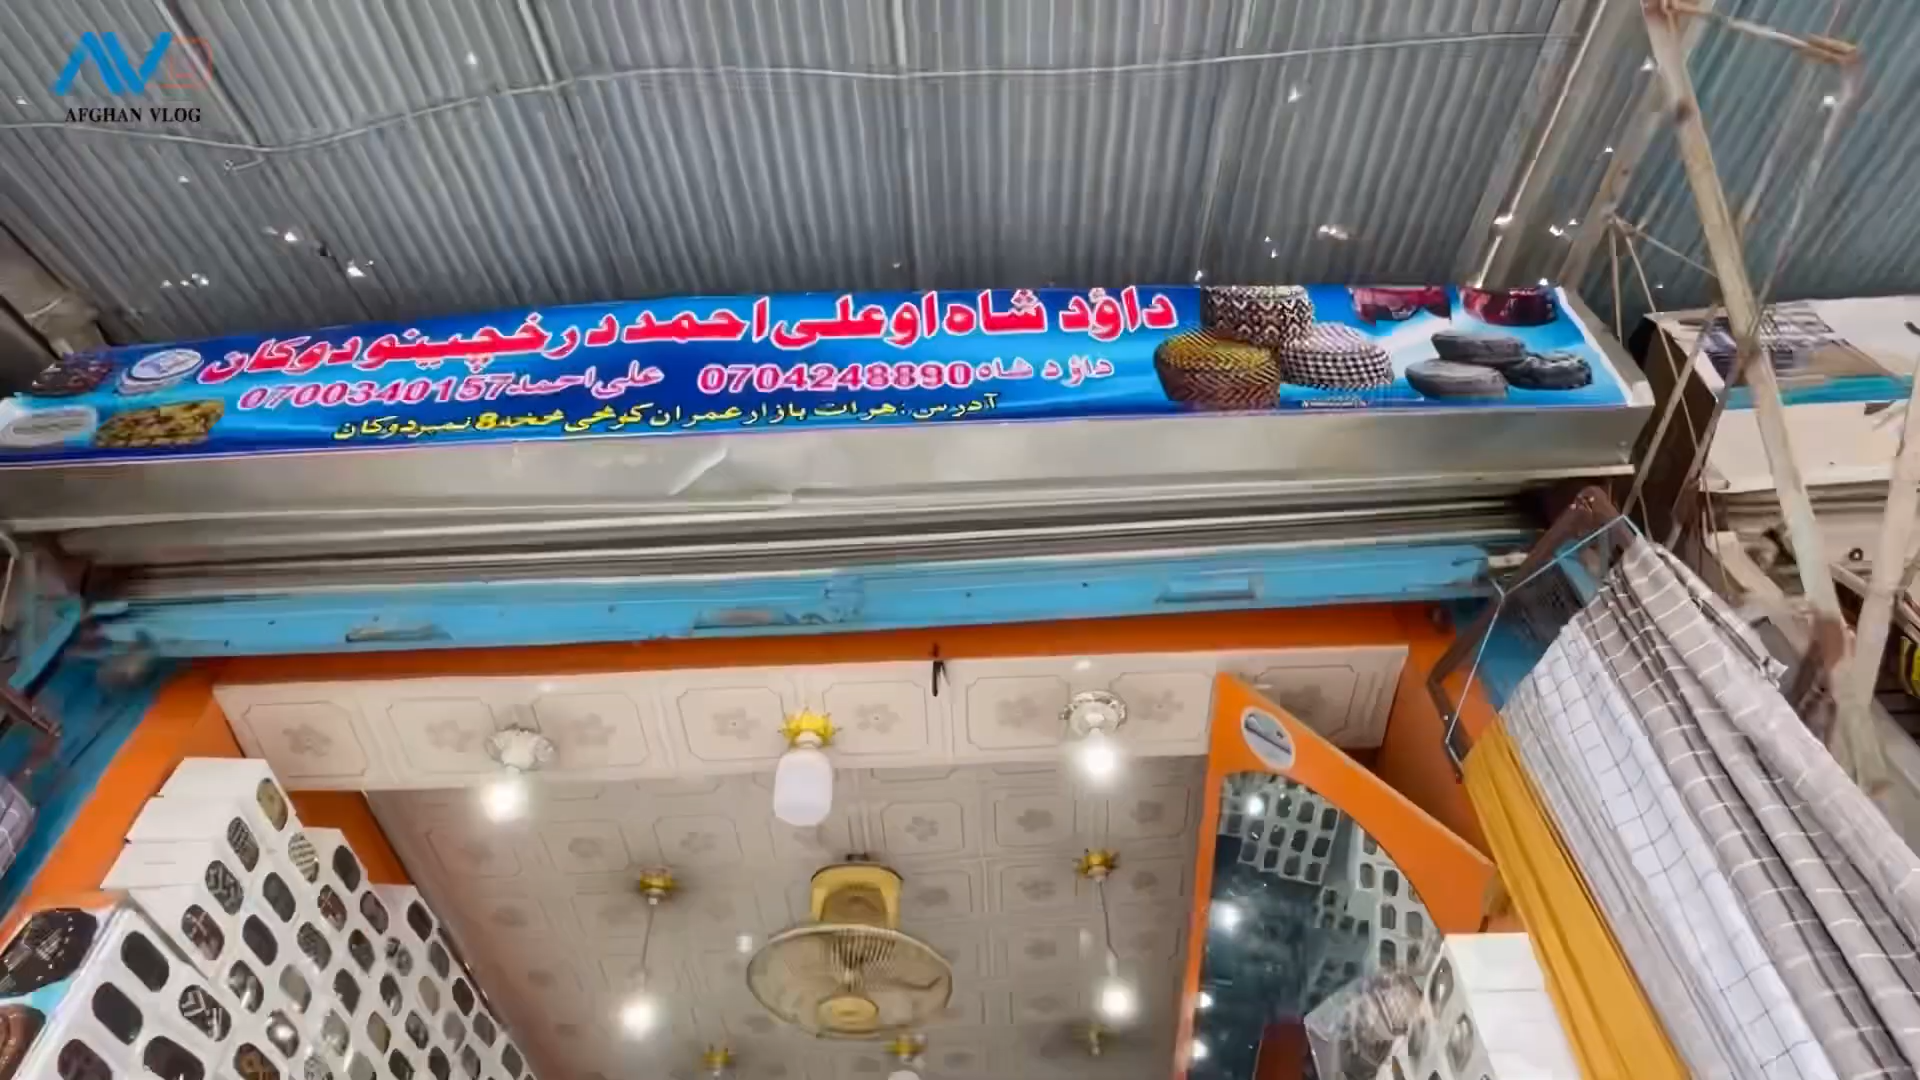 AFGHAN VLOG
داؤد شاه او علی احمد د رخچینو دوکان
داؤد شاه 0704248890 علی احمد 0700340157
آدرس: هرات بازار عمران کوڅی څخه 8 نمبر دوکان